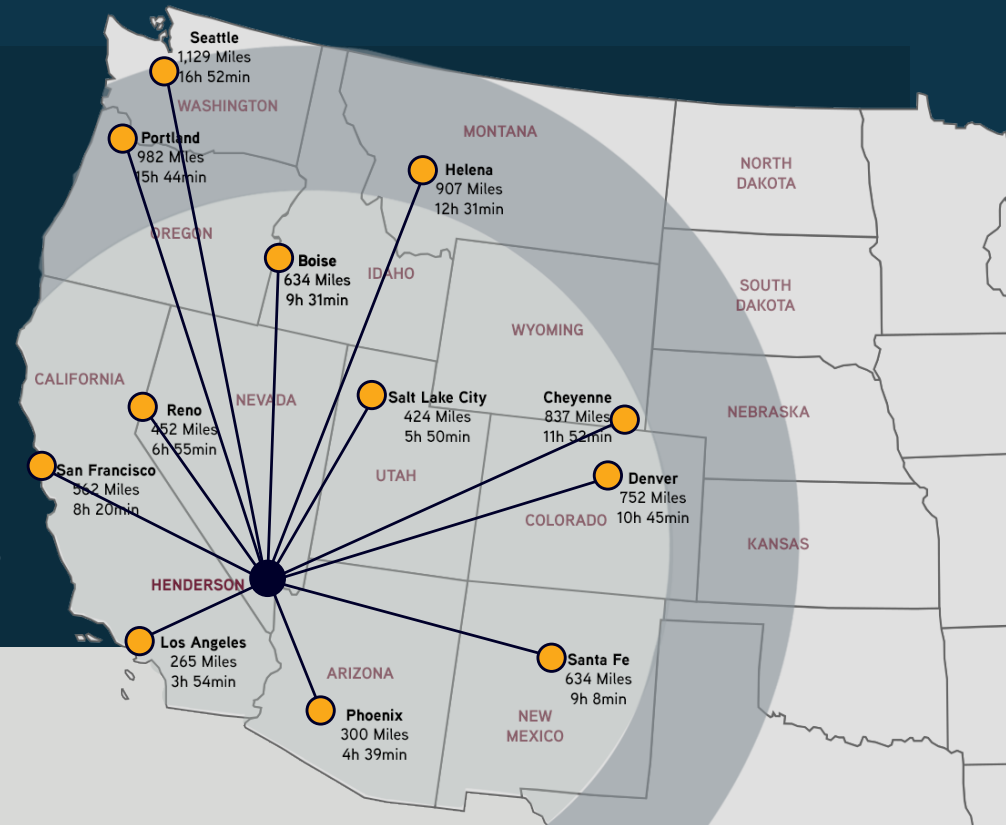 Seattle
1,129 Miles
16h 52min
WASHINGTON
Portland
982 Miles
15h 44min
MONTANA
Helena
907 Miles
12h 31min
NORTH
DAKOTA
OREGON
Boise
634 Miles
9h 31min
IDAHO
SOUTH
DAKOTA
WYOMING
CALIFORNIA
Reno
452 Miles
6h 55min
NEVADA
Salt Lake City
424 Miles
5h 50min
Cheyenne
837 Miles
11h 52min
NEBRASKA
San Francisco
562 Miles
8h 20min
UTAH
Denver
752 Miles
10h 45min
COLORADO
KANSAS
HENDERSON
Los Angeles
265 Miles
3h 54min
ARIZONA
Santa Fe
634 Miles
9h 8min
Phoenix
300 Miles
4h 39min
NEW
MEXICO